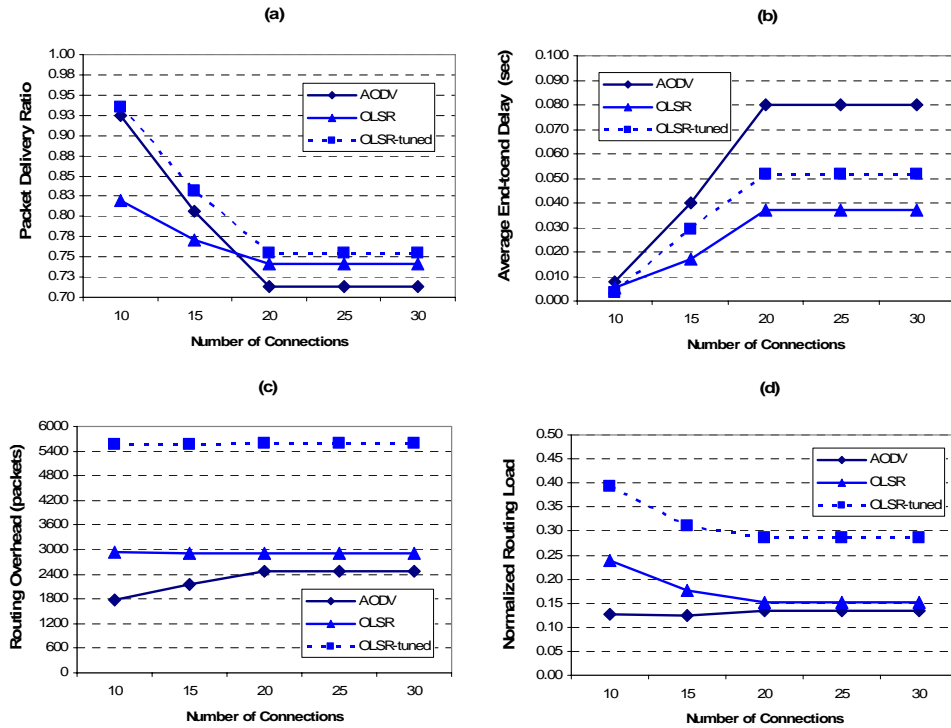 (a)
Packet Delivery Ratio
1.00
0.98
0.95
0.93
0.90
0.88
0.85
0.83
0.80
0.78
0.75
0.73
0.70
AODV
OLSR
OLSR-tuned
10 15 20 25 30
Number of Connections
(b)
Average End-toend Delay (sec)
0.100
0.090
0.080
0.070
0.060
0.050
0.040
0.030
0.020
0.010
0.000
AODV
OLSR
OLSR-tuned
10 15 20 25 30
Number of Connections
(c)
Routing Overhead (packets)
6000
5400
4800
4200
3600
3000
2400
1800
1200
600
0
AODV
OLSR
OLSR-tuned
10 15 20 25 30
Number of Connections
(d)
Normalized Routing Load
0.50
0.45
0.40
0.35
0.30
0.25
0.20
0.15
0.10
0.05
0.00
AODV
OLSR
OLSR-tuned
10 15 20 25 30
Number of Connections